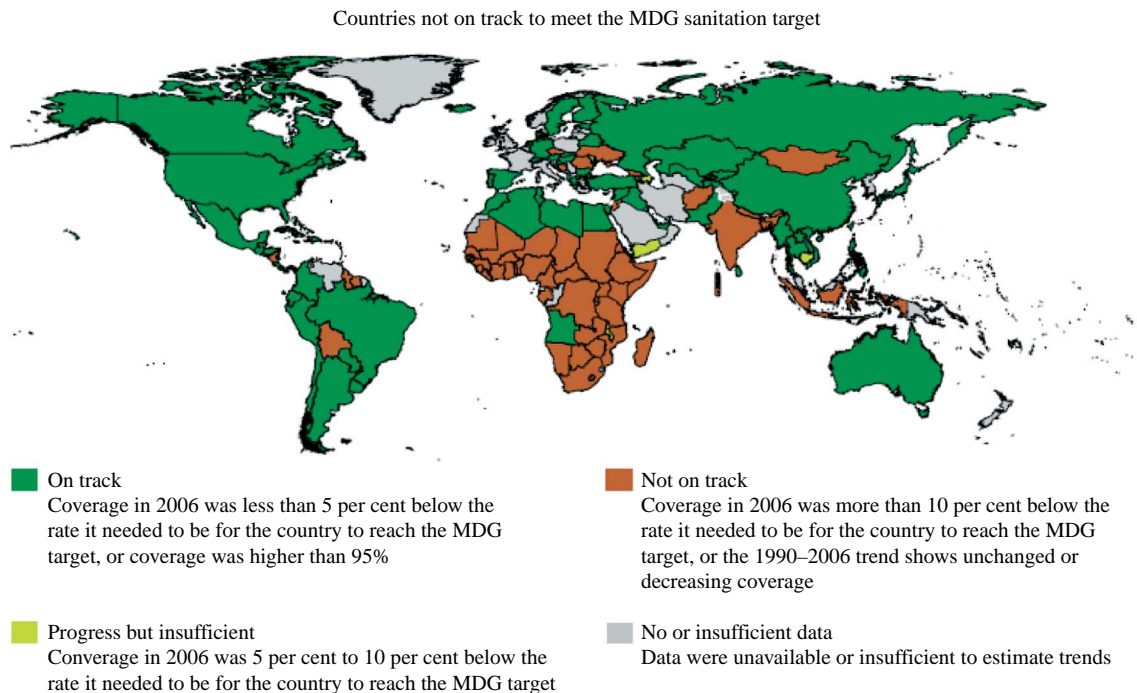 Countries not on track to meet the MDG sanitation target
On track
Coverage in 2006 was less than 5 per cent below the
rate it needed to be for the country to reach the MDG
target, or coverage was higher than 95%
Not on track
Coverage in 2006 was more than 10 per cent below the
rate it needed to be for the country to reach the MDG
target, or the 1990–2006 trend shows unchanged or
decreasing coverage
Progress but insufficient
Converage in 2006 was 5 per cent to 10 per cent below the
rate it needed to be for the country to reach the MDG target
No or insufficient data
Data were unavailable or insufficient to estimate trends